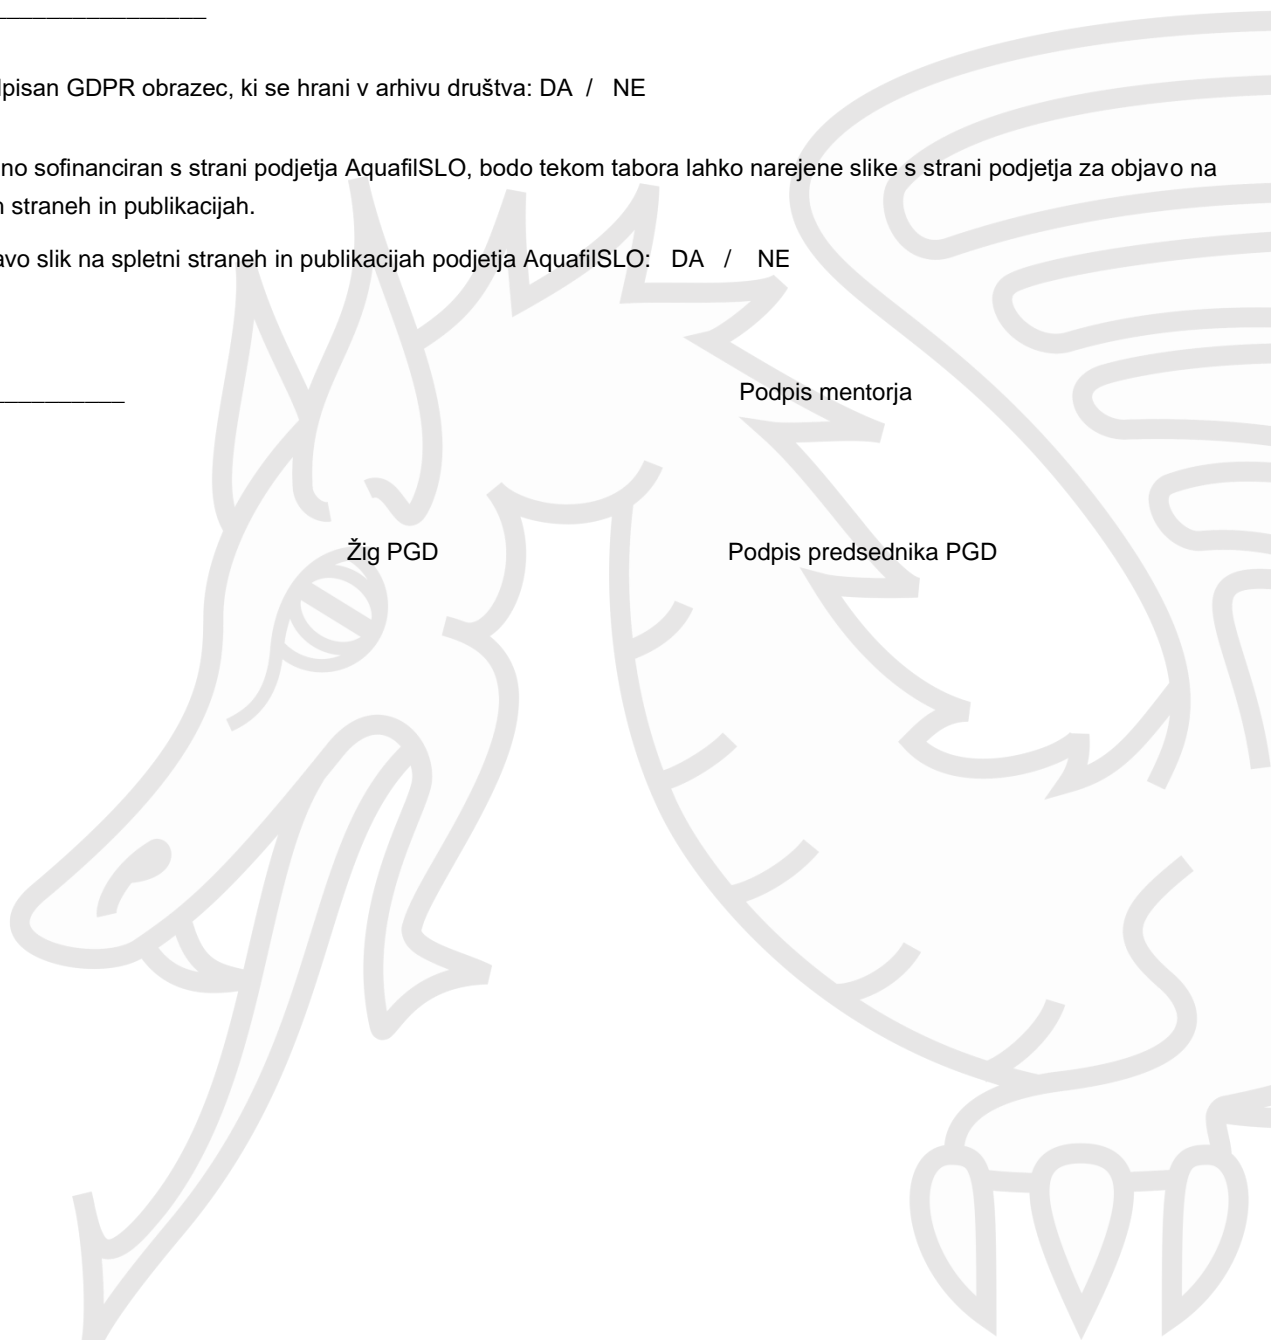 ________________
pisan GDPR obrazec, ki se hrani v arhivu društva: DA / NE
no sofinanciran s strani podjetja AquafilSLO, bodo tekom tabora lahko narejene slike s strani podjetja za objavo na
straneh in publikacijah.
avo slik na spletni straneh in publikacijah podjetja AquafilSLO: DA / NE
__________ Podpis mentorja
Žig PGD Podpis predsednika PGD